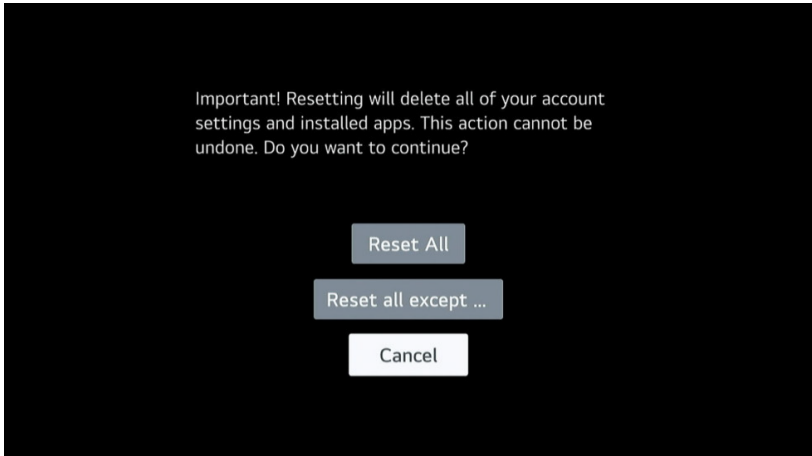 Important! Resetting will delete all of your account
settings and installed apps. This action cannot be
undone. Do you want to continue?
Reset All
Reset all except ...
Cancel